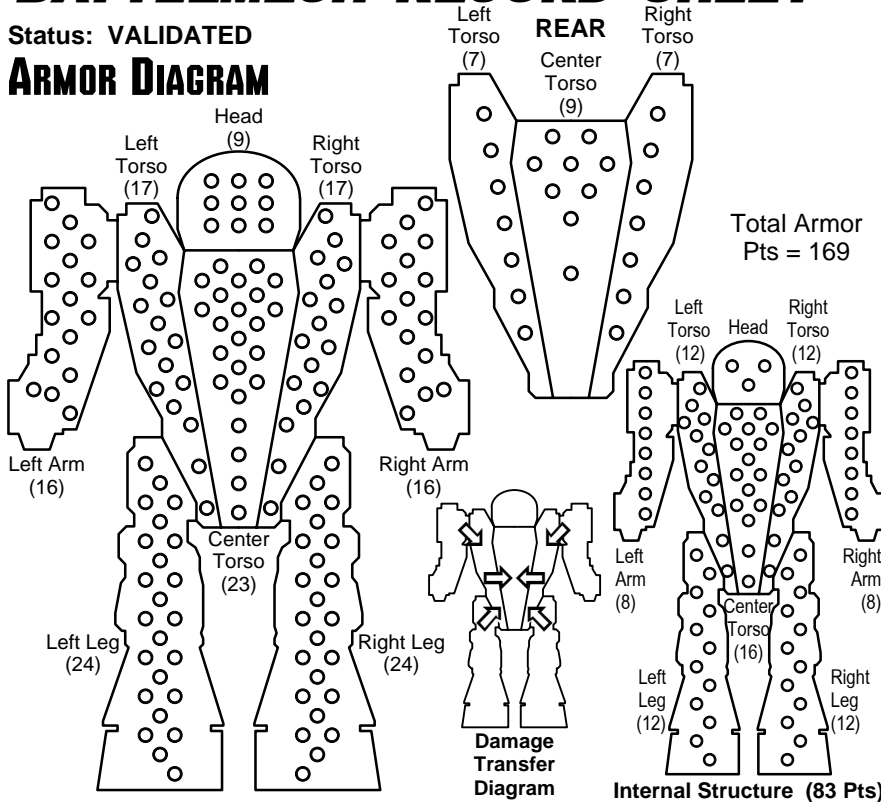 Status: VALIDATED
ARMOR DIAGRAM
Head
(9)
Left
Torso
(17)
Right
Torso
(17)
Left Arm
(16)
Right Arm
(16)
Center
Torso
(23)
Left Leg
(24)
Right Leg
(24)
REAR
Left
Torso
(7)
Center
Torso
(9)
Right
Torso
(7)
Total Armor
Pts = 169
Damage
Transfer
Diagram
Left
Torso
(12)
Head
Right
Torso
(12)
Left
Arm
(8)
Right
Arm
(8)
Center
Torso
(16)
Left
Leg
(12)
Right
Leg
(12)
Internal Structure (83 Pts)